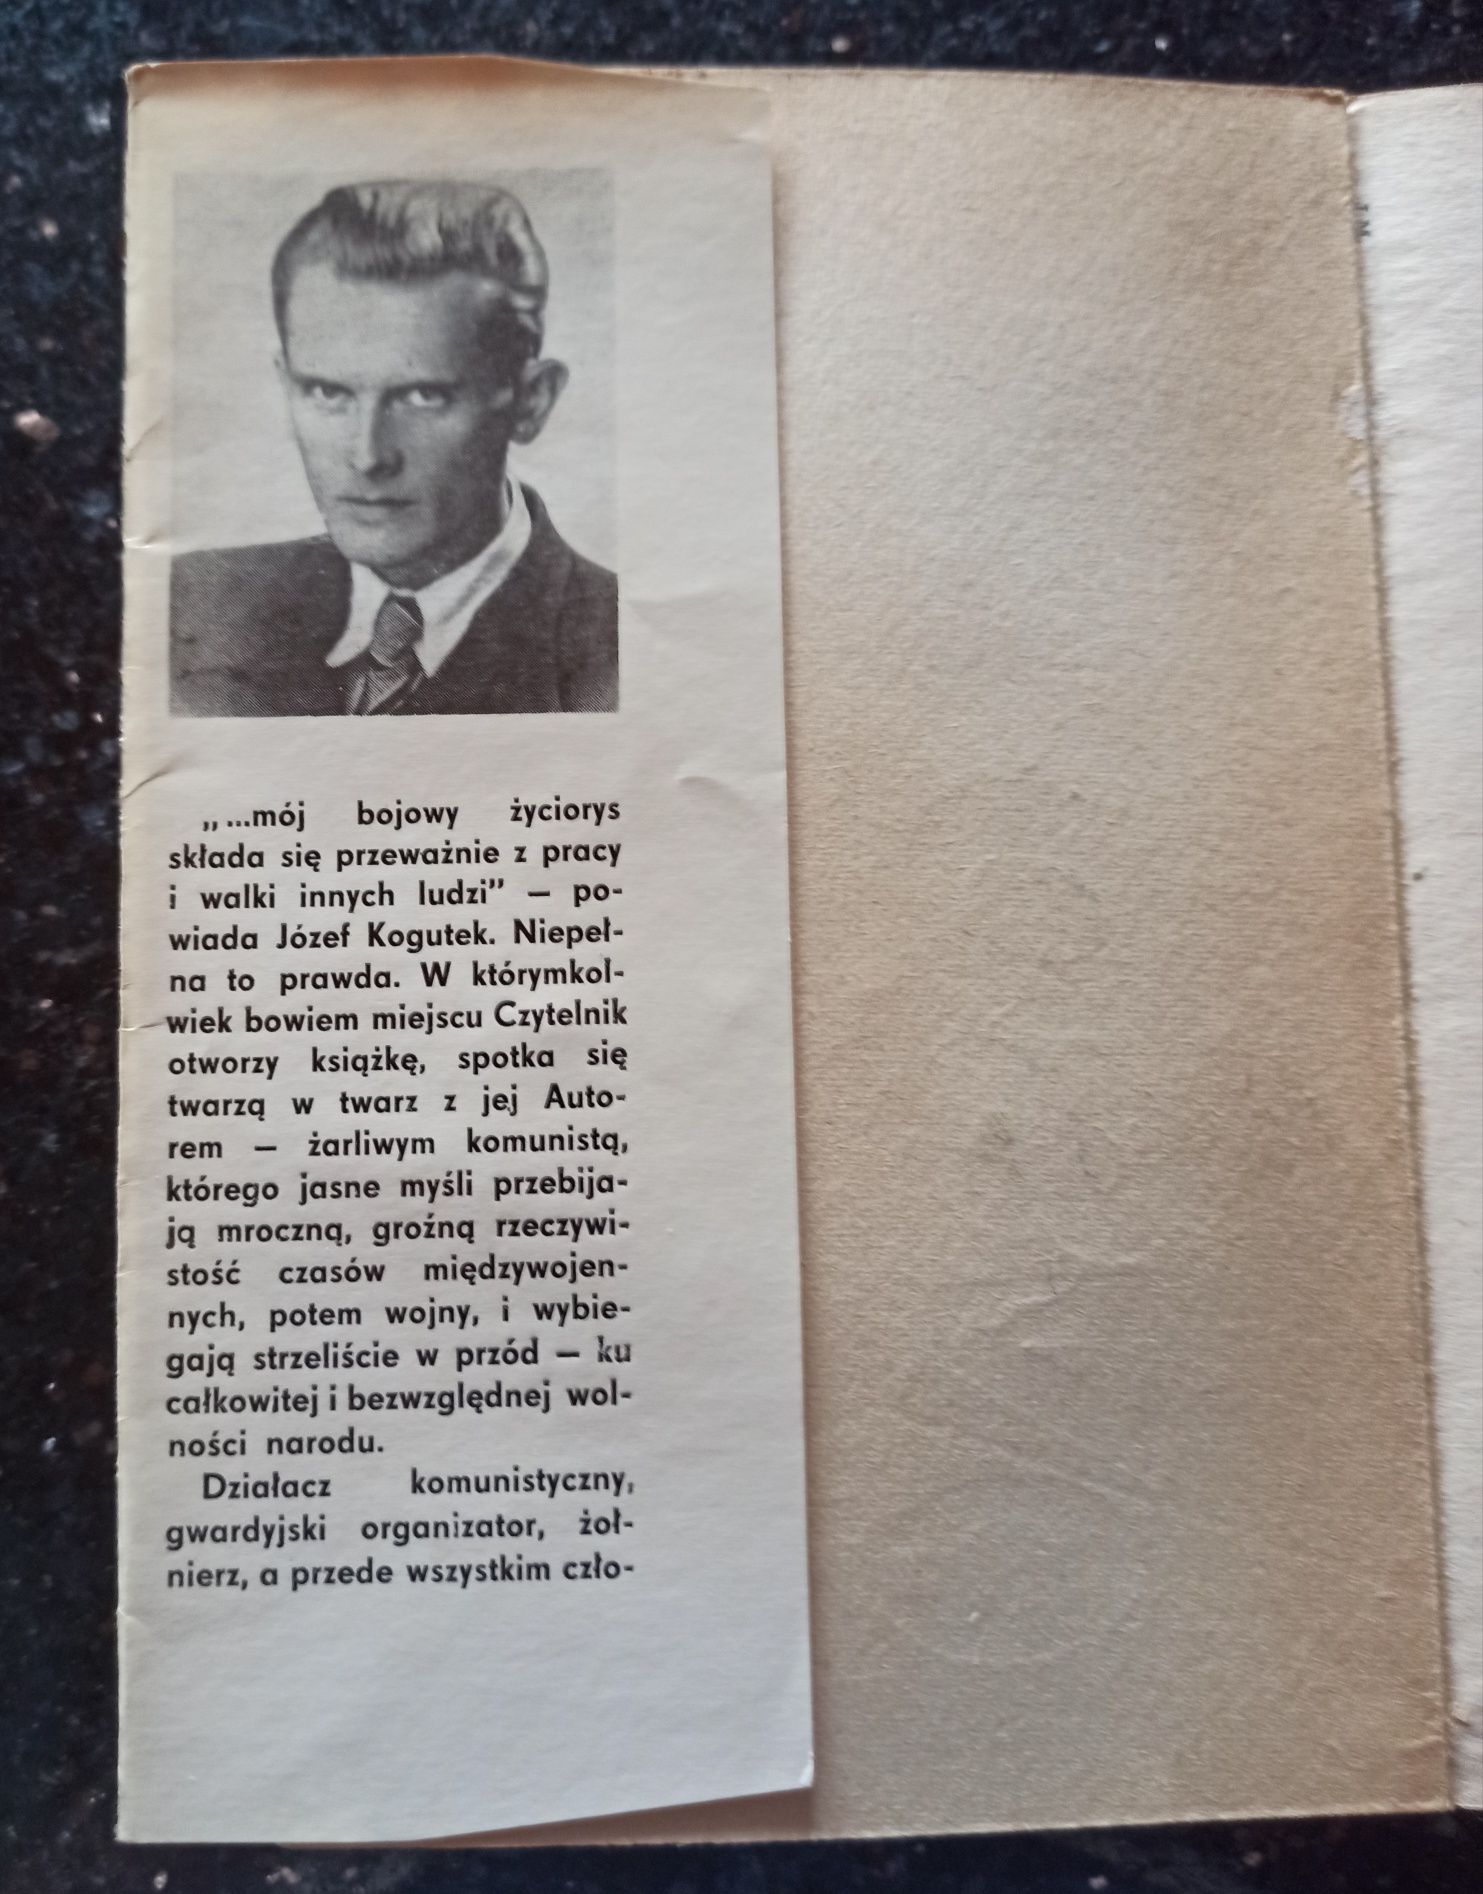 „...mój bojowy życiorys
składa się przeważnie z pracy
i walki innych ludzi” — po-
wiada Józef Kogutek. Niepeł-
na to prawda. W którymkol-
wiek bowiem miejscu Czytelnik
otworzy książkę, spotka się
twarzą w twarz z jej Auto-
rem — żarliwym komunistą,
którego jasne myśli przebija-
ją mroczną, groźną rzeczywi-
stość czasów międzywojen-
nych, potem wojny, i wybie-
gają strzeliście w przód — ku
całkowitej i bezwzględnej wol-
ności narodu.
Działacz komunistyczny,
gwardyjski organizator, żoł-
nierz, a przede wszystkim czło-